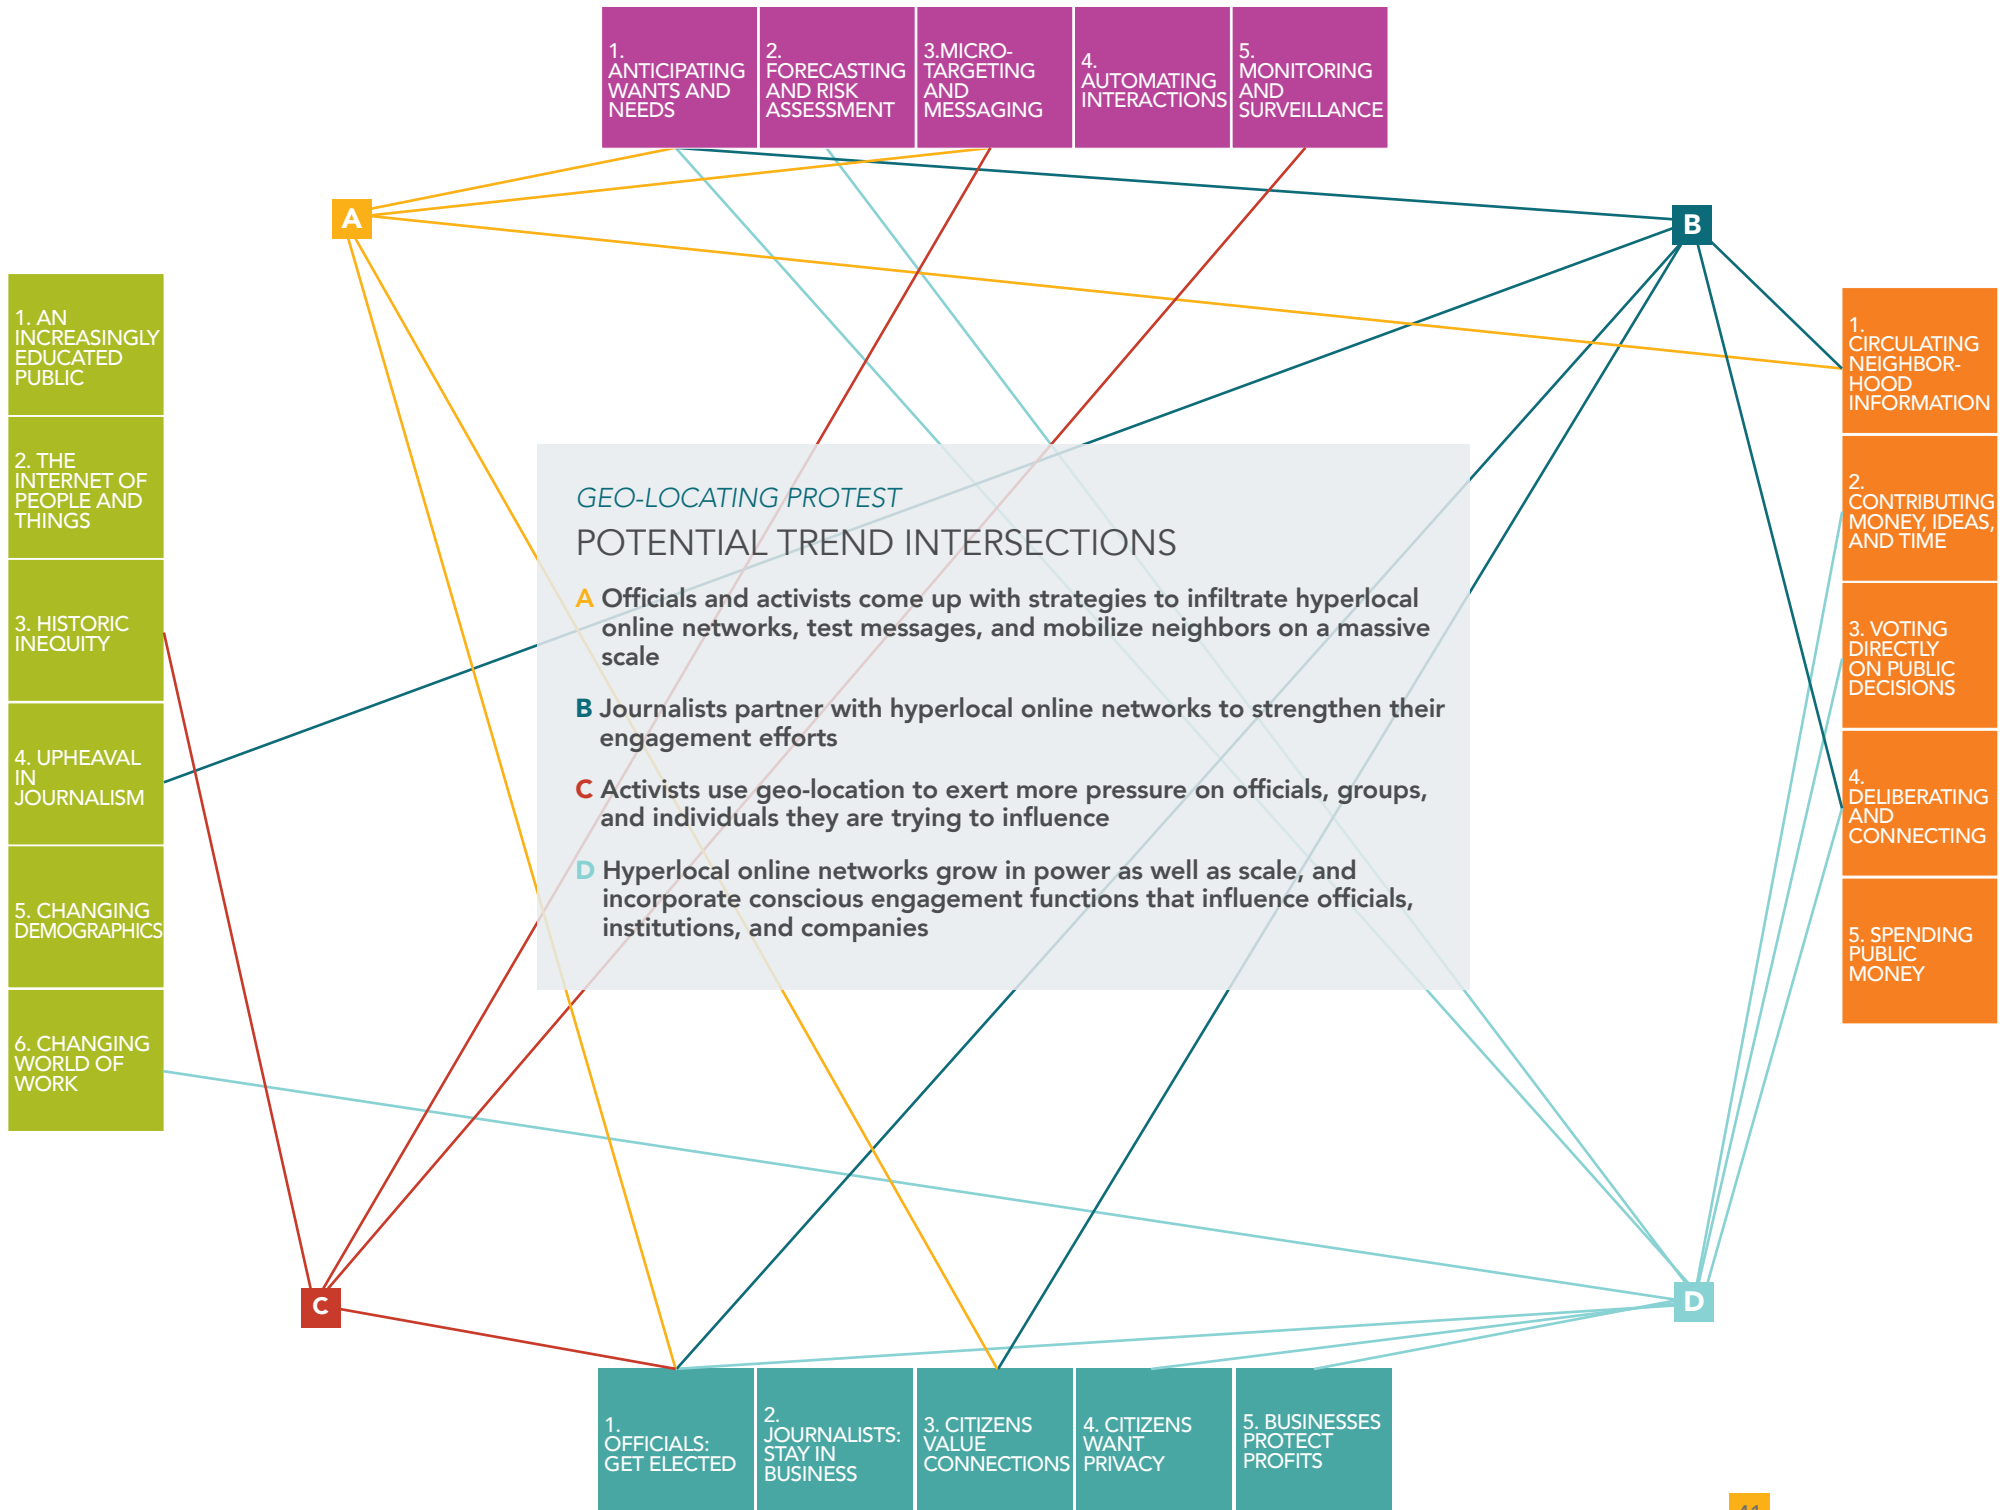 1.
ANTICIPATING
WANTS AND
NEEDS
2.
FORECASTING
AND RISK
ASSESSMENT
3.MICRO-
TARGETING
AND
MESSAGING
4.
AUTOMATING
INTERACTIONS
5.
MONITORING
AND
SURVEILLANCE
A
B
1. AN
INCREASINGLY
EDUCATED
PUBLIC
2. THE
INTERNET OF
PEOPLE AND
THINGS
3. HISTORIC
INEQUITY
4. UPHEAVAL
IN
JOURNALISM
5. CHANGING
DEMOGRAPHICS
6. CHANGING
WORLD OF
WORK
GEO-LOCATING PROTEST
POTENTIAL TREND INTERSECTIONS
A Officials and activists come up with strategies to infiltrate hyperlocal
online networks, test messages, and mobilize neighbors on a massive
scale
B Journalists partner with hyperlocal online networks to strengthen their
engagement efforts
C Activists use geo-location to exert more pressure on officials, groups,
and individuals they are trying to influence
D Hyperlocal online networks grow in power as well as scale, and
incorporate conscious engagement functions that influence officials,
institutions, and companies
1.
CIRCULATING
NEIGHBOR-
HOOD
INFORMATION
2.
CONTRIBUTING
MONEY, IDEAS,
AND TIME
3. VOTING
DIRECTLY
ON PUBLIC
DECISIONS
4.
DELIBERATING
AND
CONNECTING
5. SPENDING
PUBLIC
MONEY
C
D
1.
OFFICIALS:
GET ELECTED
2.
JOURNALISTS:
STAY IN
BUSINESS
3. CITIZENS
VALUE
CONNECTIONS
4. CITIZENS
WANT
PRIVACY
5. BUSINESSES
PROTECT
PROFITS
41